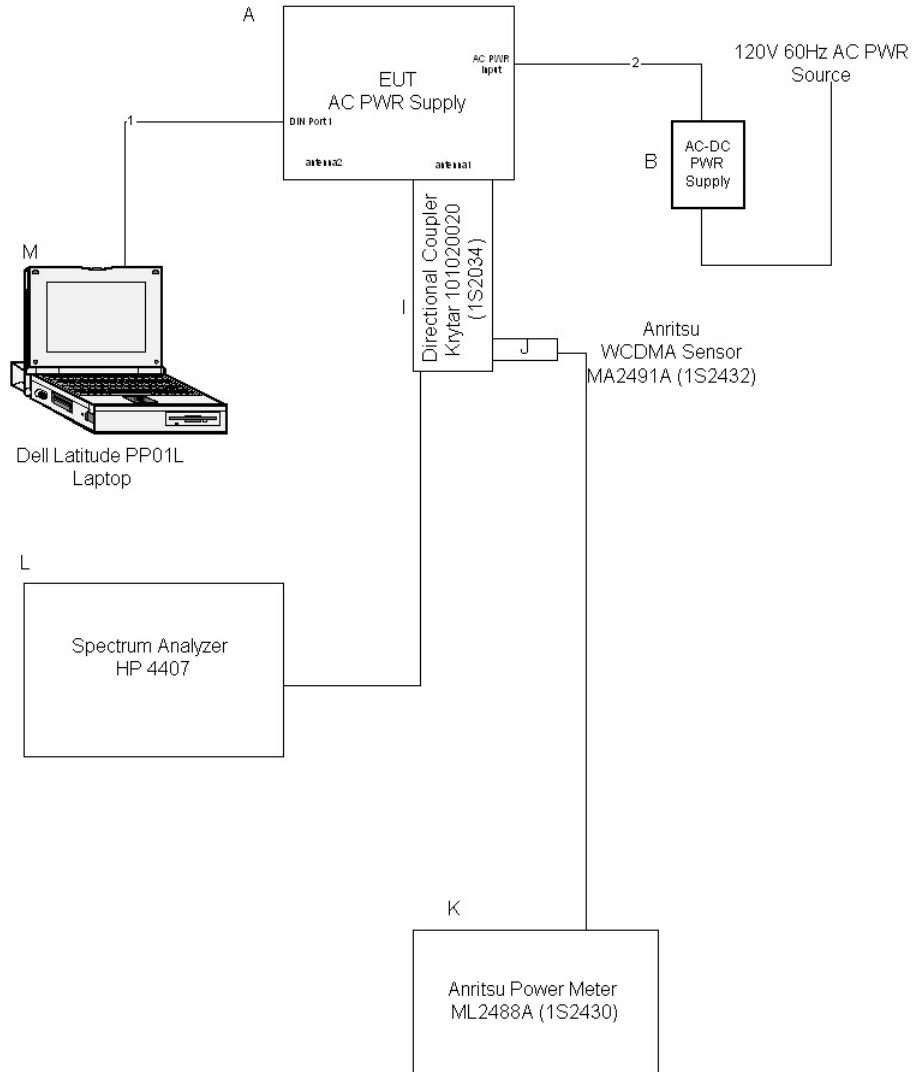 A
120V 60Hz AC PWR
Source
AC PWR
Input
EUT
AC PWR Supply
2
1
DIN Port 1
antenna2
antenna1
B
AC-DC
PWR
Supply
M
I
Directional Coupler
Krytar 101020020
(1S2034)
J
Anritsu
WCDMA Sensor
MA2491A (1S2432)
Dell Latitude PP01L
Laptop
L
Spectrum Analyzer
HP 4407
K
Anritsu Power Meter
ML2488A (1S2430)